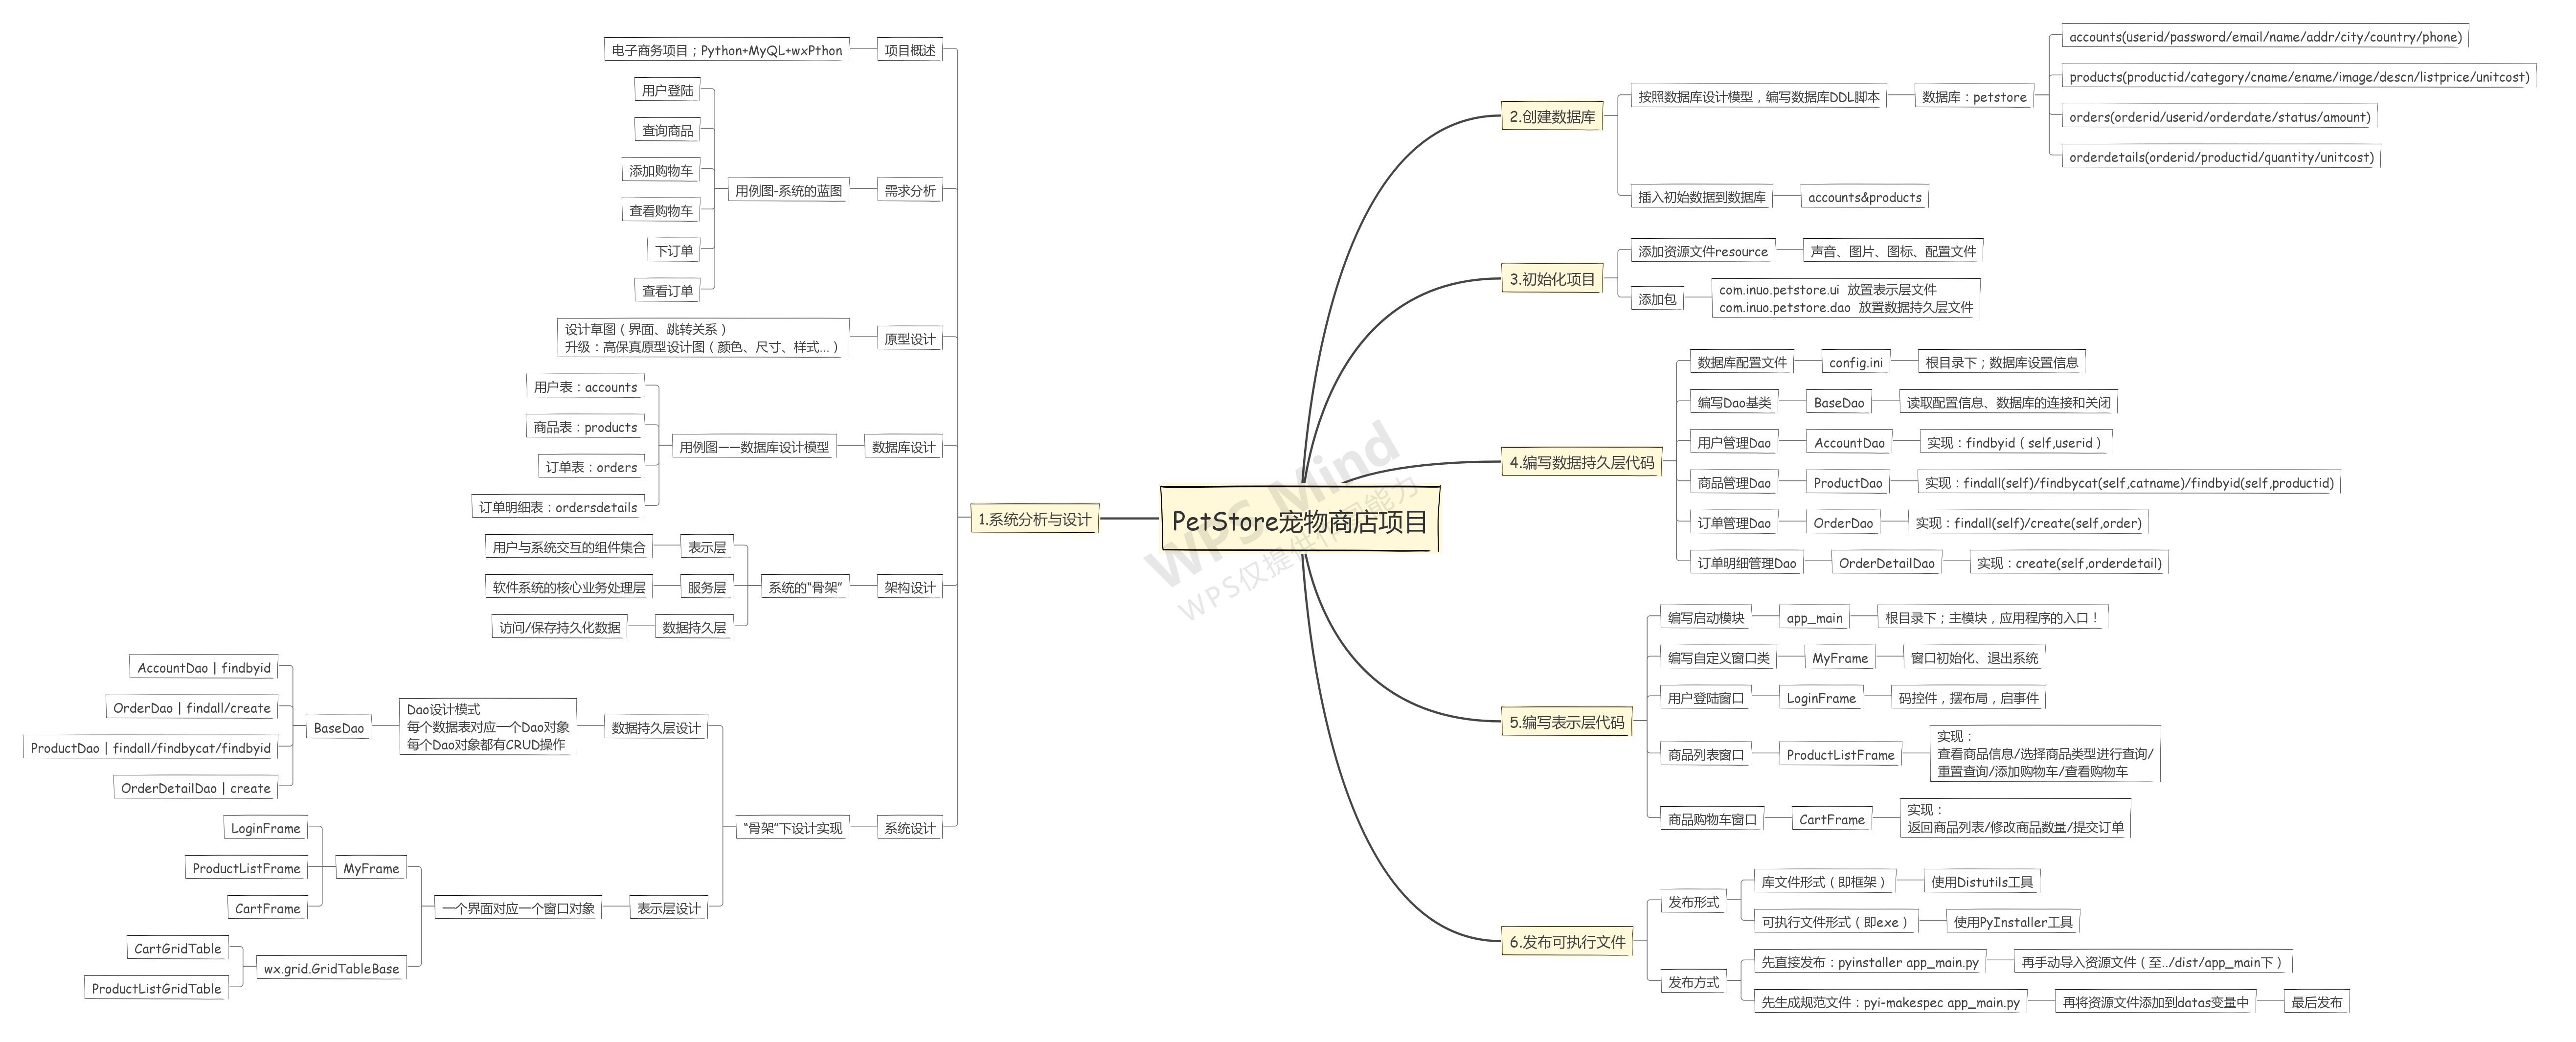 PetStore宠物商店项目
1.系统分析与设计
项目概述
电子商务项目；Python+MyQL+wxPthon
需求分析
用例图-系统的蓝图
用户登陆
查询商品
添加购物车
查看购物车
下订单
查看订单
原型设计
设计草图（界面、跳转关系）
升级：高保真原型设计图（颜色、尺寸、样式...）
数据库设计
用例图——数据库设计模型
用户表：accounts
商品表：products
订单表：orders
订单明细表：ordersdetails
架构设计
系统的“骨架”
表示层
用户与系统交互的组件集合
服务层
软件系统的核心业务处理层
数据持久层
访问/保存持久化数据
系统设计
“骨架”下设计实现
数据持久层设计
Dao设计模式
每个数据表对应一个Dao对象
每个Dao对象都有CRUD操作
BaseDao
AccountDao | findbyid
OrderDao | findall/create
ProductDao | findall/findbycat/findbyid
OrderDetailDao | create
表示层设计
一个界面对应一个窗口对象
MyFrame
LoginFrame
ProductListFrame
CartFrame
wx.grid.GridTableBase
CartGridTable
ProductListGridTable
2.创建数据库
按照数据库设计模型，编写数据库DDL脚本
数据库：petstore
accounts(userid/password/email/name/addr/city/country/phone)
products(productid/category/cname/ename/image/descn/listprice/unitcost)
orders(orderid/userid/orderdate/status/amount)
orderdetails(orderid/productid/quantity/unitcost)
插入初始数据到数据库
accounts&products
3.初始化项目
添加资源文件resource
声音、图片、图标、配置文件
添加包
com.inuo.petstore.ui 放置表示层文件
com.inuo.petstore.dao 放置数据持久层文件
4.编写数据持久层代码
数据库配置文件
config.ini
根目录下；数据库设置信息
编写Dao基类
BaseDao
读取配置信息、数据库的连接和关闭
用户管理Dao
AccountDao
实现：findbyid（self,userid）
商品管理Dao
ProductDao
实现：findall(self)/findbycat(self,catname)/findbyid(self,productid)
订单管理Dao
OrderDao
实现：findall(self)/create(self,order)
订单明细管理Dao
OrderDetailDao
实现：create(self,orderdetail)
5.编写表示层代码
编写启动模块
app_main
根目录下；主模块，应用程序的入口！
编写自定义窗口类
MyFrame
窗口初始化、退出系统
用户登陆窗口
LoginFrame
码控件，摆布局，启事件
商品列表窗口
ProductListFrame
实现：
查看商品信息/选择商品类型进行查询/
重置查询/添加购物车/查看购物车
商品购物车窗口
CartFrame
实现：
返回商品列表/修改商品数量/提交订单
6.发布可执行文件
发布形式
库文件形式（即框架）
使用Distutils工具
可执行文件形式（即exe）
使用PyInstaller工具
发布方式
先直接发布：pyinstaller app_main.py
再手动导入资源文件（至../dist/app_main下）
先生成规范文件：pyi-makespec app_main.py
再将资源文件添加到datas变量中
最后发布
WPS Mind
WPS仅提供
能力